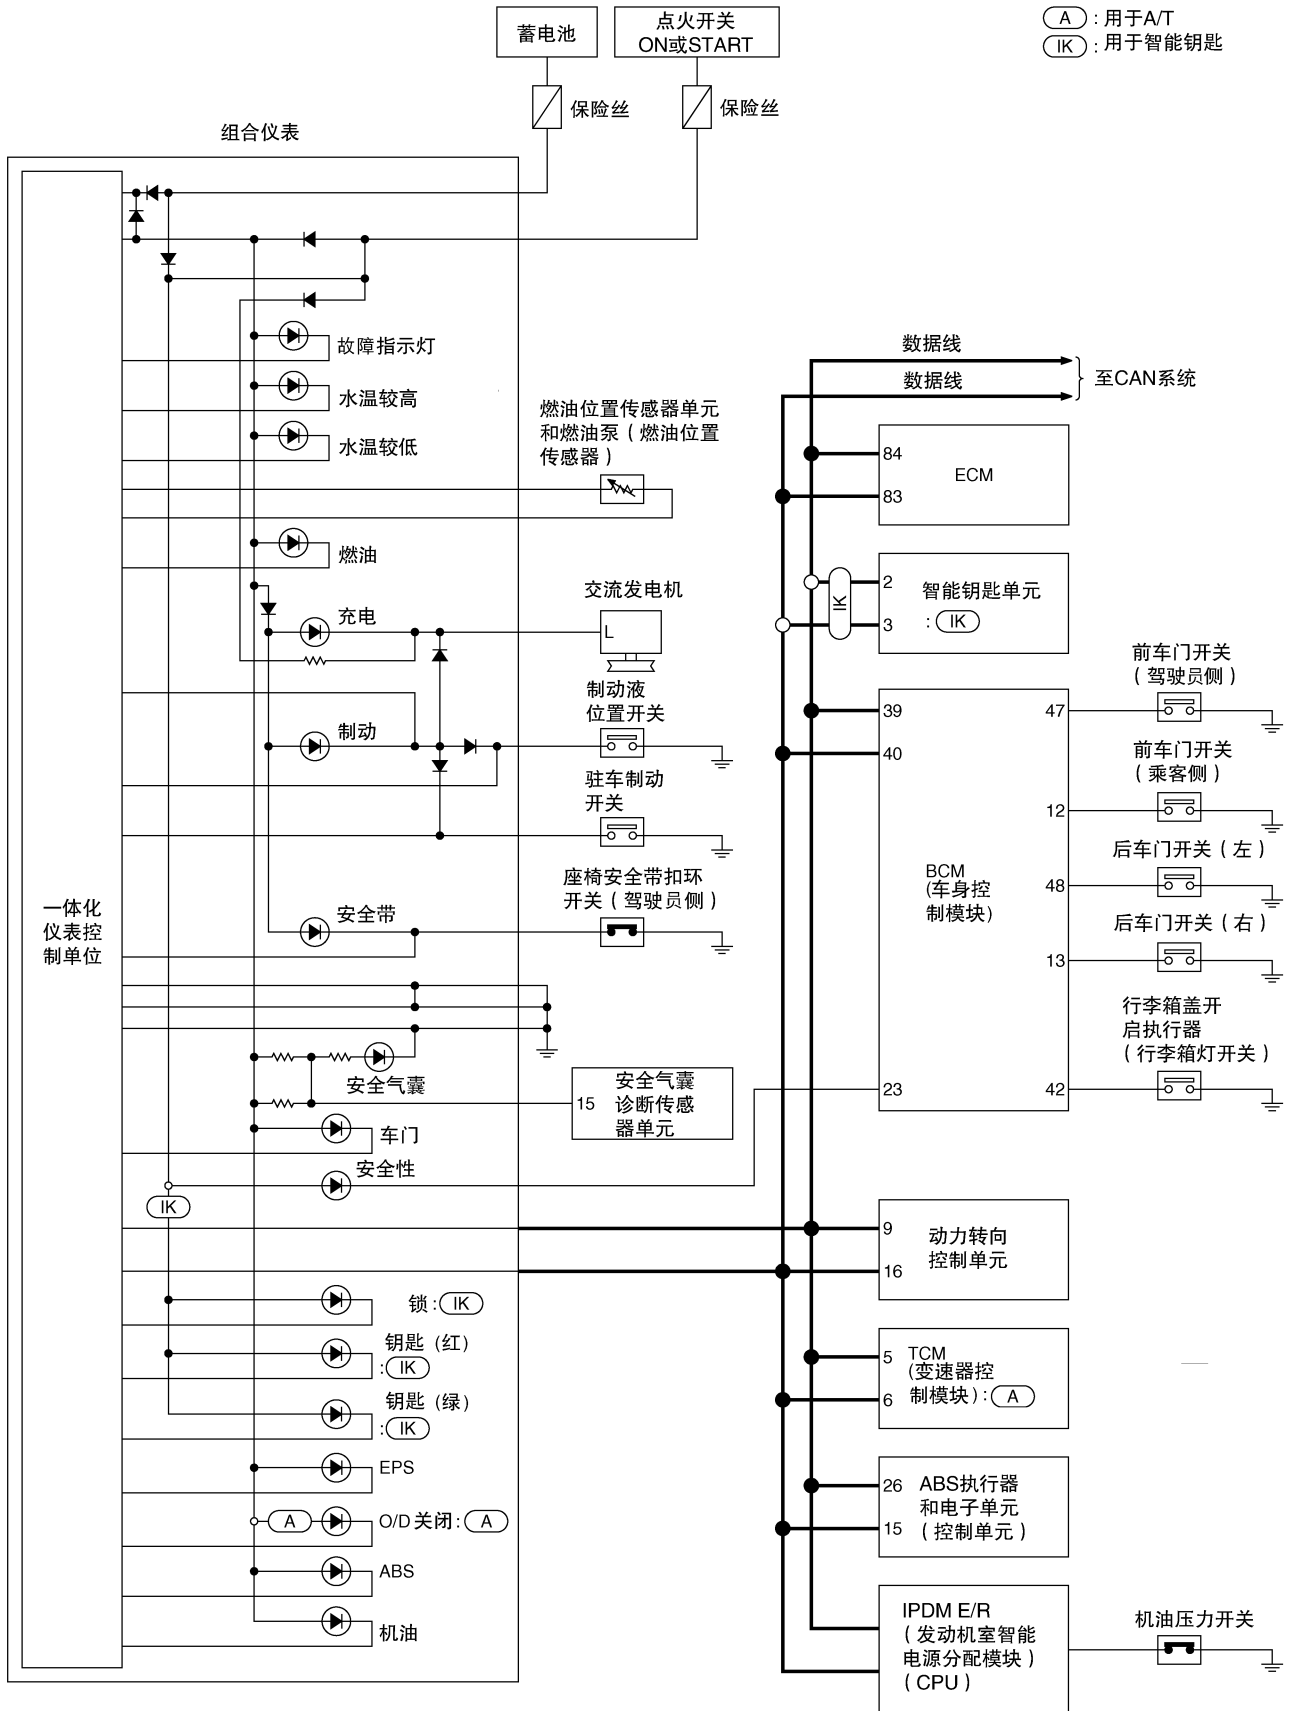 蓄电池
点火开关
ON或START
A : 用于A/T
IK : 用于智能钥匙
保险丝
保险丝
组合仪表
故障指示灯
水温较高
水温较低
燃油位置传感器单元
和燃油泵（燃油位置
传感器）
燃油
充电
交流发电机
L
制动液
位置开关
制动
驻车制动
开关
座椅安全带扣环
开关（驾驶员侧）
安全带
一体化
仪表控
制单位
安全气囊
15
安全气囊
诊断传感
器单元
车门
安全性
IK
锁 : IK
钥匙（红）
: IK
钥匙（绿）
: IK
EPS
A
O/D 关闭 : A
ABS
机油
数据线
数据线
至CAN系统
84
83
ECM
IK
2
3
智能钥匙单元
: IK
39
40
BCM
(车身控
制模块)
23
47
12
48
13
42
前车门开关
（驾驶员侧）
前车门开关
（乘客侧）
后车门开关（左）
后车门开关（右）
行李箱盖开
启执行器
（行李箱灯开关）
9
16
动力转向
控制单元
5
6
TCM
(变速器控
制模块) : A
26
15
ABS执行器
和电子单元
（控制单元）
IPDM E/R
（发动机室智能
电源分配模块）
（CPU）
机油压力开关